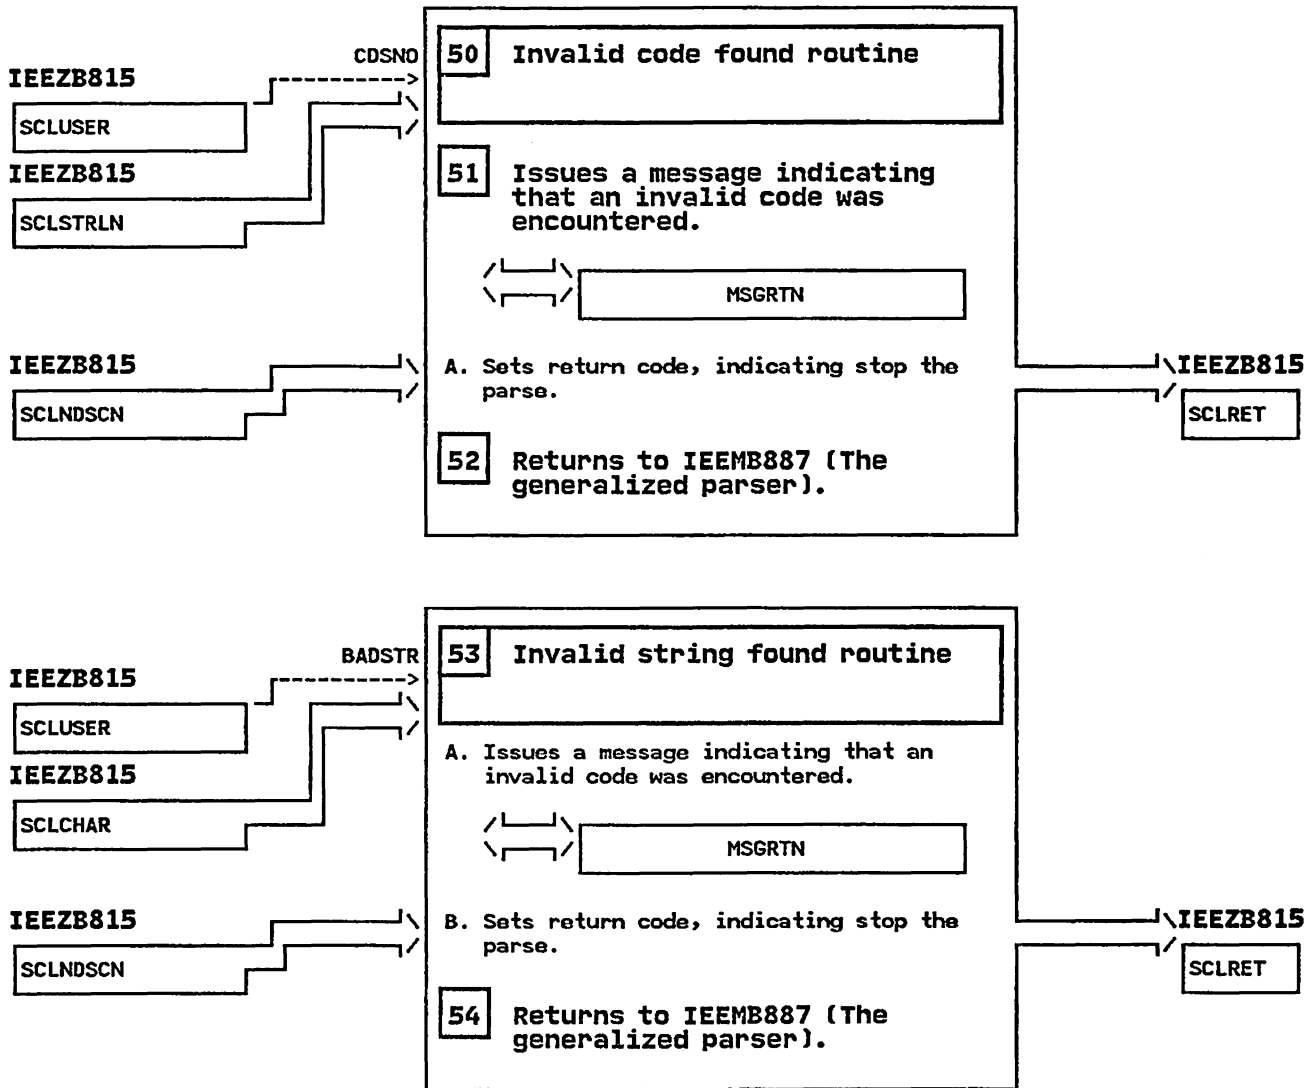 CDSNO
50 Invalid code found routine
IEEZB815
SCLUSER
IEEZB815
SCLSTRLN
51 Issues a message indicating
that an invalid code was
encountered.
MSGRTN
IEEZB815
SCLNDSCN
A. Sets return code, indicating stop the
parse.
IEEZB815
SCLRET
52 Returns to IEEMB887 (The
generalized parser).
BADSTR
53 Invalid string found routine
IEEZB815
SCLUSER
IEEZB815
SCLCHAR
A. Issues a message indicating that an
invalid code was encountered.
MSGRTN
IEEZB815
SCLNDSCN
B. Sets return code, indicating stop the
parse.
IEEZB815
SCLRET
54 Returns to IEEMB887 (The
generalized parser).